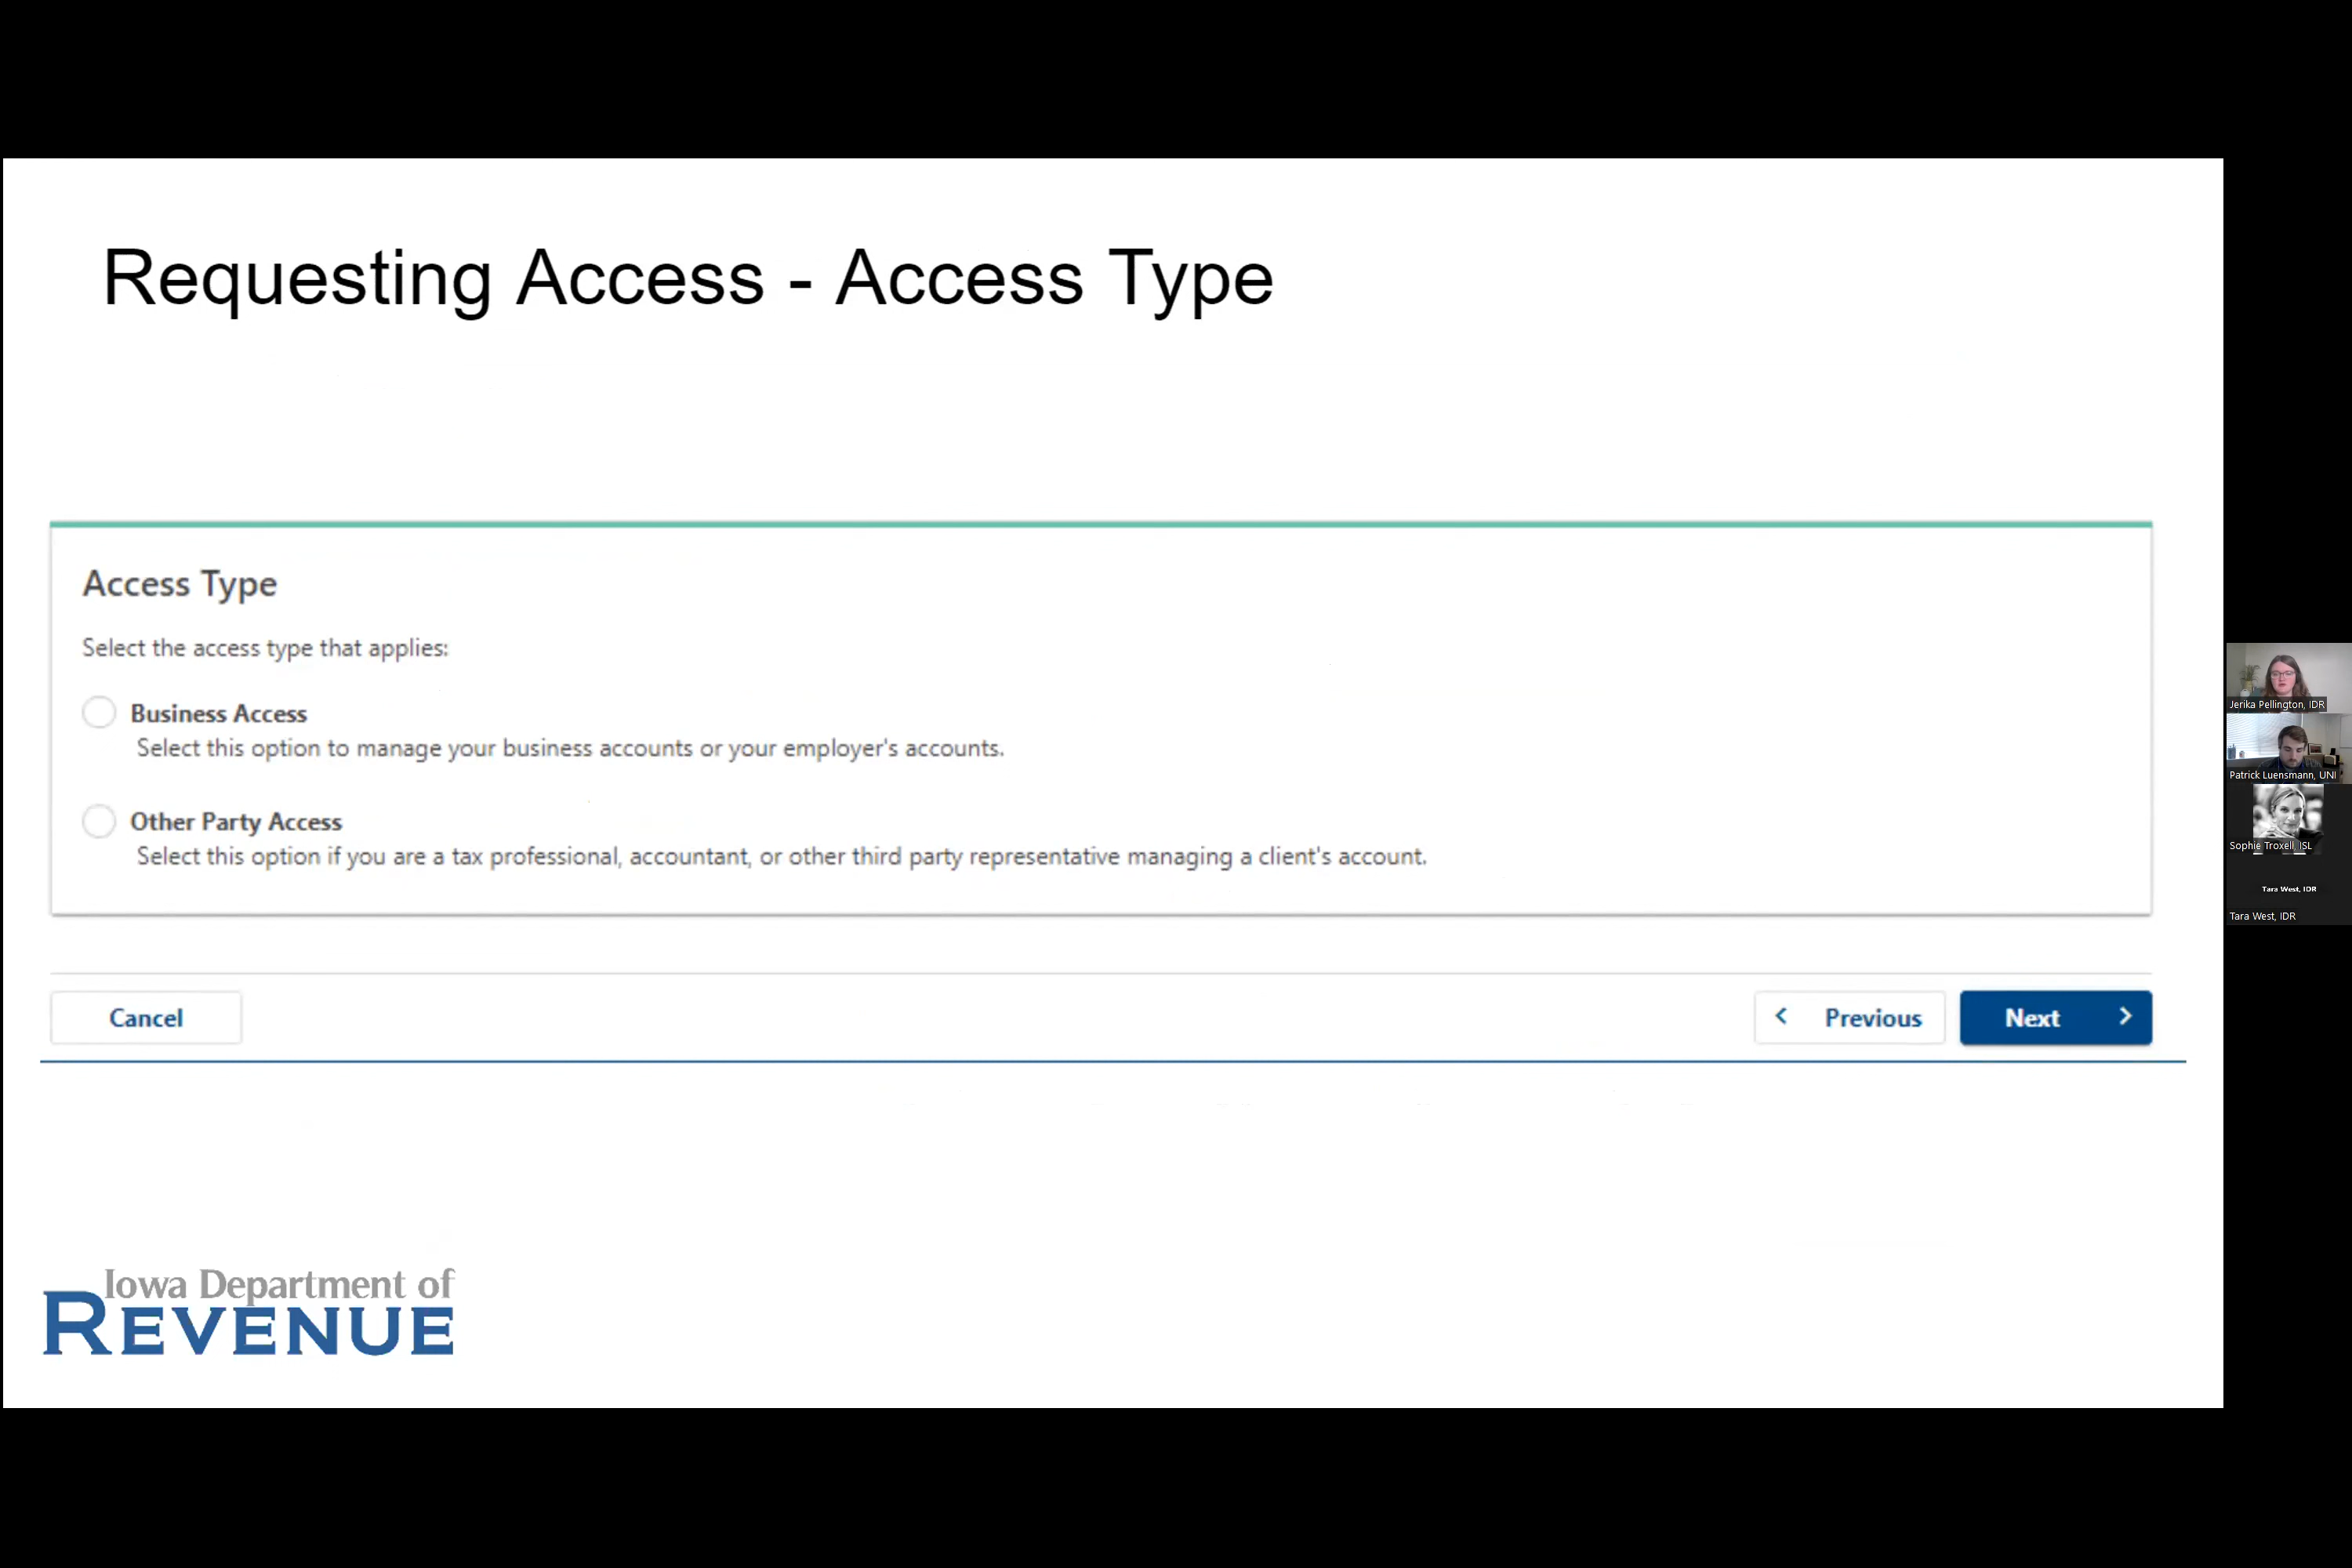 Requesting Access - Access Type
Access Type
Select the access type that applies:
Business Access
Select this option to manage your business accounts or your employer's accounts.
Other Party Access
Select this option if you are a tax professional, accountant, or other third party representative managing a client's account.
Cancel
Previous
Next
Iowa Department of
REVENUE
Jerika Pellington, IDR
Patrick Luensmann, UNI
Sophie Troxell, ISL
Tara West, IDR
Tara West, IDR